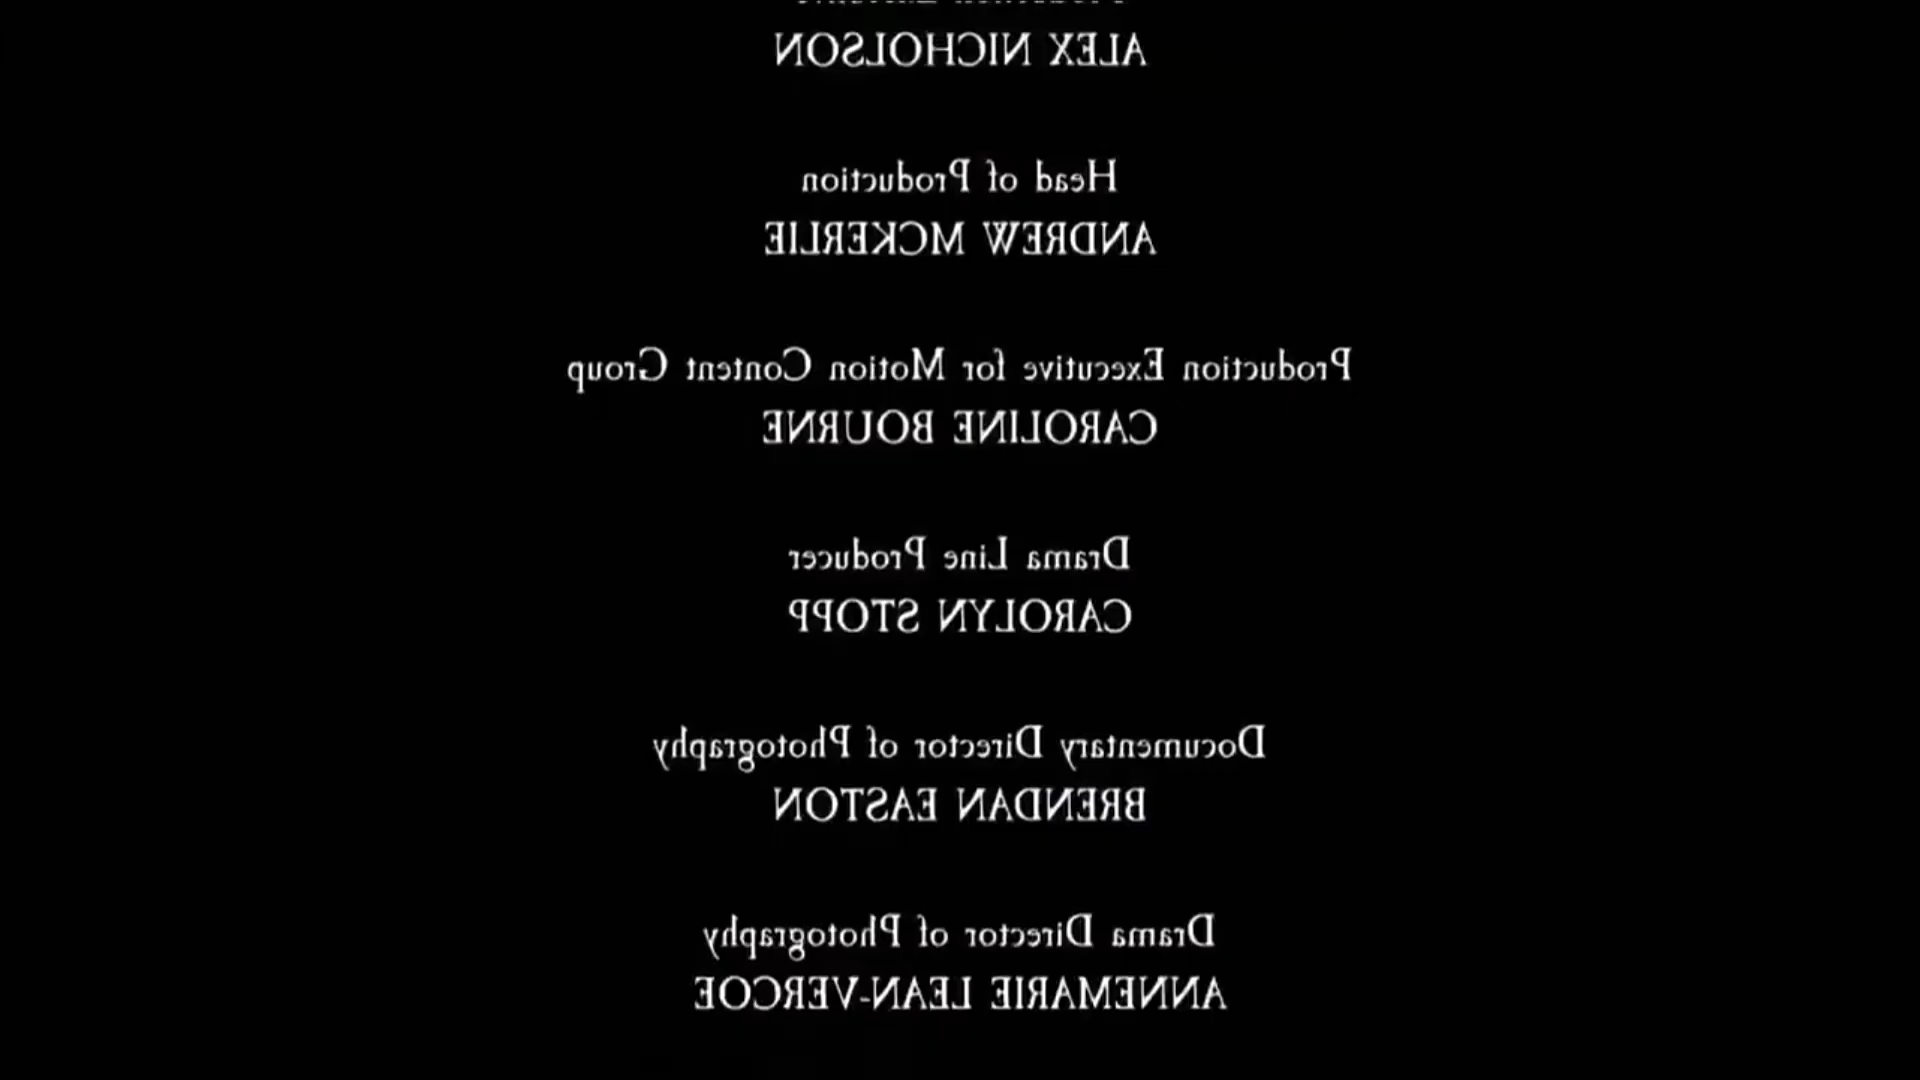 ALEX NICHOLSON
Head of Production
ANDREW MCKERLIE
Production Executive for Motion Content Group
CAROLINE BOURNE
Drama Line Producer
CAROLYN STOPP
Documentary Director of Photography
BRENDAN EASTON
Drama Director of Photography
ANNEMARIE LEAN-VERCOE